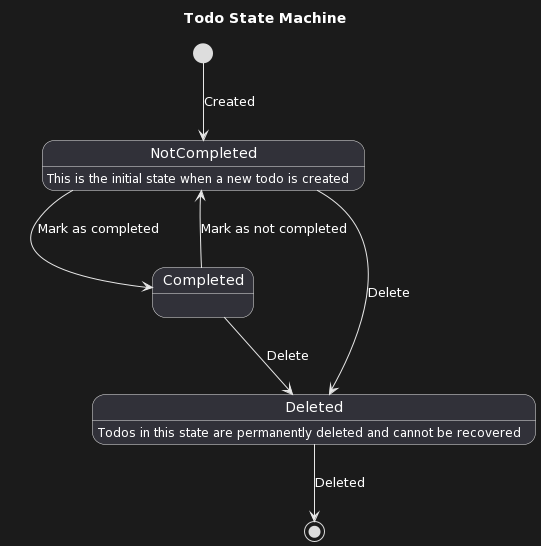 Todo State Machine
Created
NotCompleted
This is the initial state when a new todo is created
Mark as completed
Mark as not completed
Completed
Delete
Delete
Deleted
Todos in this state are permanently deleted and cannot be recovered
Deleted